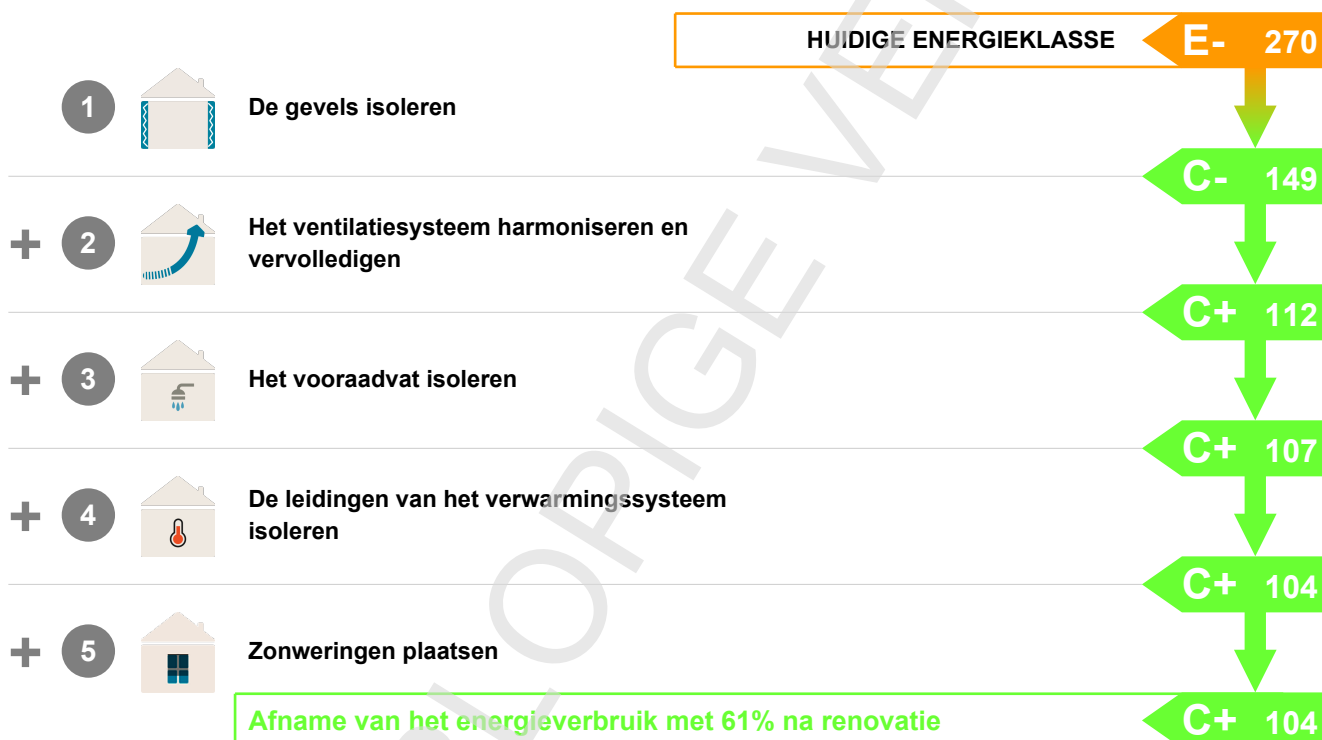 HUIDIGE ENERGIEKLASSE E- 270
1 De gevels isoleren
C- 149
+ 2 Het ventilatiesysteem harmoniseren en
vervolledigen
C+ 112
+ 3 Het vooraadvat isoleren
C+ 107
+ 4 De leidingen van het verwarmingssysteem
isoleren
C+ 104
+ 5 Zonweringen plaatsen
Afname van het energieverbruik met 61% na renovatie C+ 104
LOPIGE